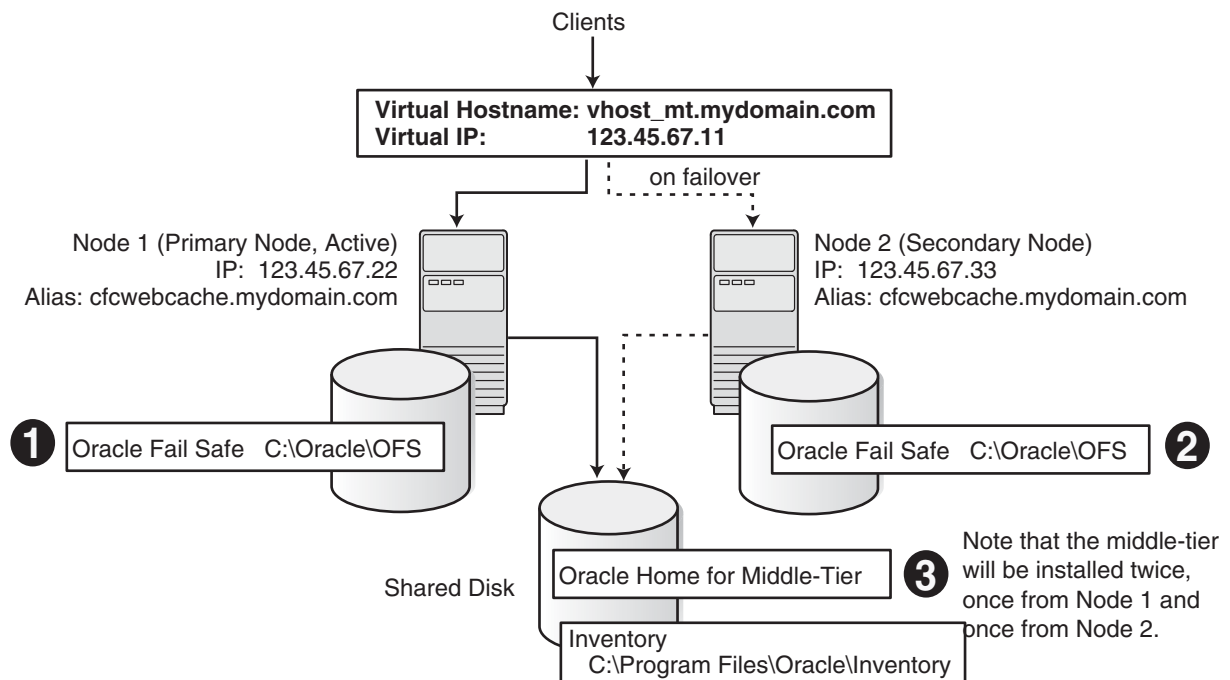 Clients
Virtual Hostname: vhost_mt.mydomain.com
Virtual IP: 123.45.67.11
on failover
Node 1 (Primary Node, Active)
IP: 123.45.67.22
Alias: cfcwebcache.mydomain.com
Node 2 (Secondary Node)
IP: 123.45.67.33
Alias: cfcwebcache.mydomain.com
1 Oracle Fail Safe C:\Oracle\OFS
Oracle Fail Safe C:\Oracle\OFS 2
Shared Disk
Oracle Home for Middle-Tier 3
Note that the middle-tier
will be installed twice,
once from Node 1 and
once from Node 2.
Inventory
C:\Program Files\Oracle\Inventory